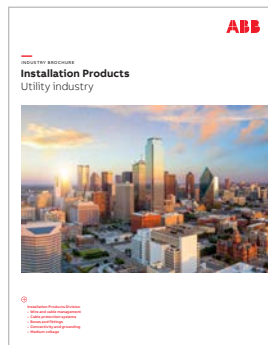 ABB
INDUSTRY BROCHURE
Installation Products
Utility industry
Installation Products Division
– Wire and cable management
– Cable protection systems
– Boxes and fittings
– Connectivity and grounding
– Medium voltage